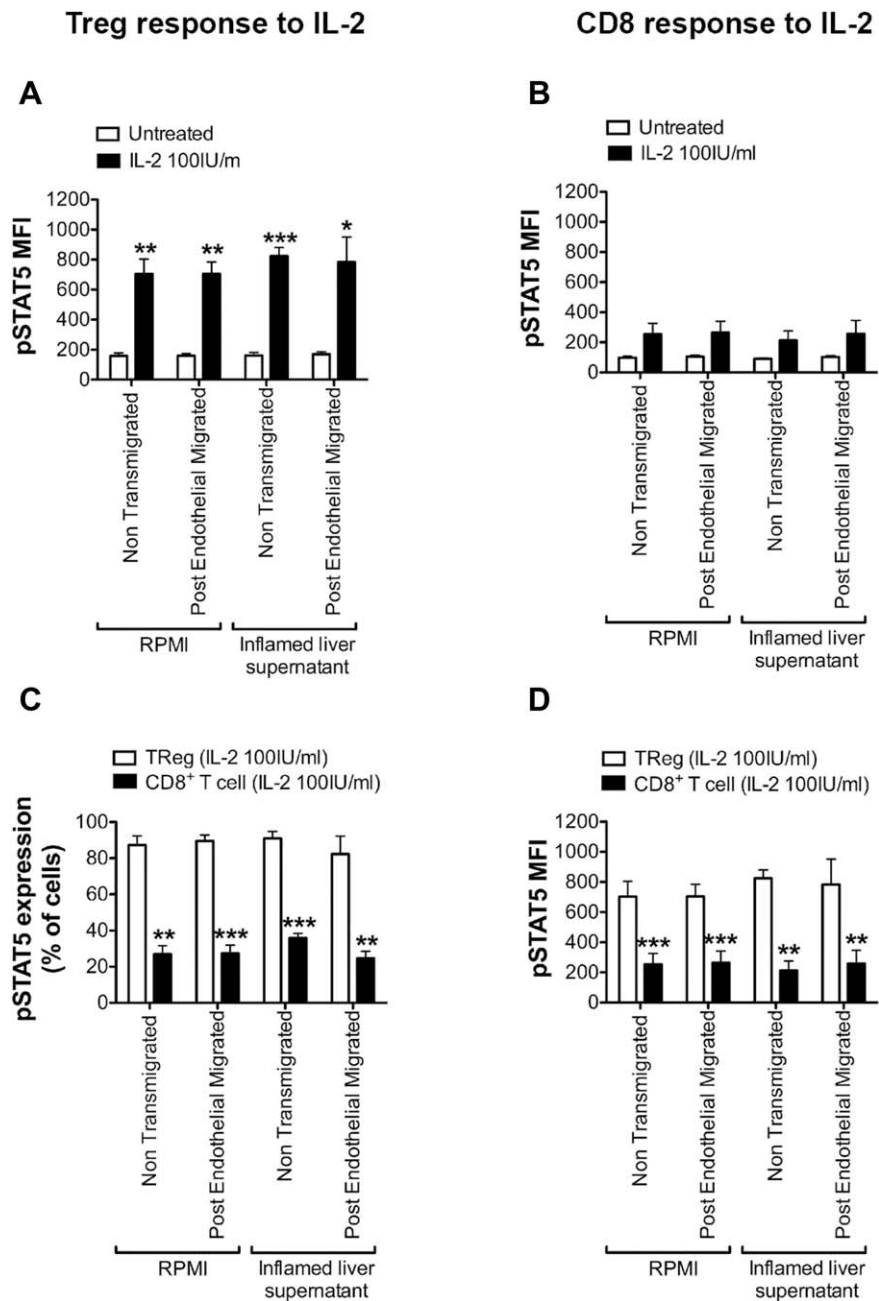 Treg response to IL-2
CD8 response to IL-2
A
Untreated
IL-2 100IU/m
pSTAT5 MFI
1200
1000
800
600
400
200
0
**
**
***
*
Non Transmigrated
Post Endothelial Migrated
Non Transmigrated
Post Endothelial Migrated
RPMI
Inflamed liver
supernatant
B
Untreated
IL-2 100IU/ml
pSTAT5 MFI
1200
1000
800
600
400
200
0
Non Transmigrated
Post Endothelial Migrated
Non Transmigrated
Post Endothelial Migrated
RPMI
Inflamed liver
supernatant
C
TReg (IL-2 100IU/ml)
CD8+ T cell (IL-2 100IU/ml)
pSTAT5 expression
(% of cells)
100
80
60
40
20
0
**
***
***
**
Non Transmigrated
Post Endothelial Migrated
Non Transmigrated
Post Endothelial Migrated
RPMI
Inflamed liver
supernatant
D
TReg (IL-2 100IU/ml)
CD8+ T cell (IL-2 100IU/ml)
pSTAT5 MFI
1200
1000
800
600
400
200
0
***
***
**
**
Non Transmigrated
Post Endothelial Migrated
Non Transmigrated
Post Endothelial Migrated
RPMI
Inflamed liver
supernatant